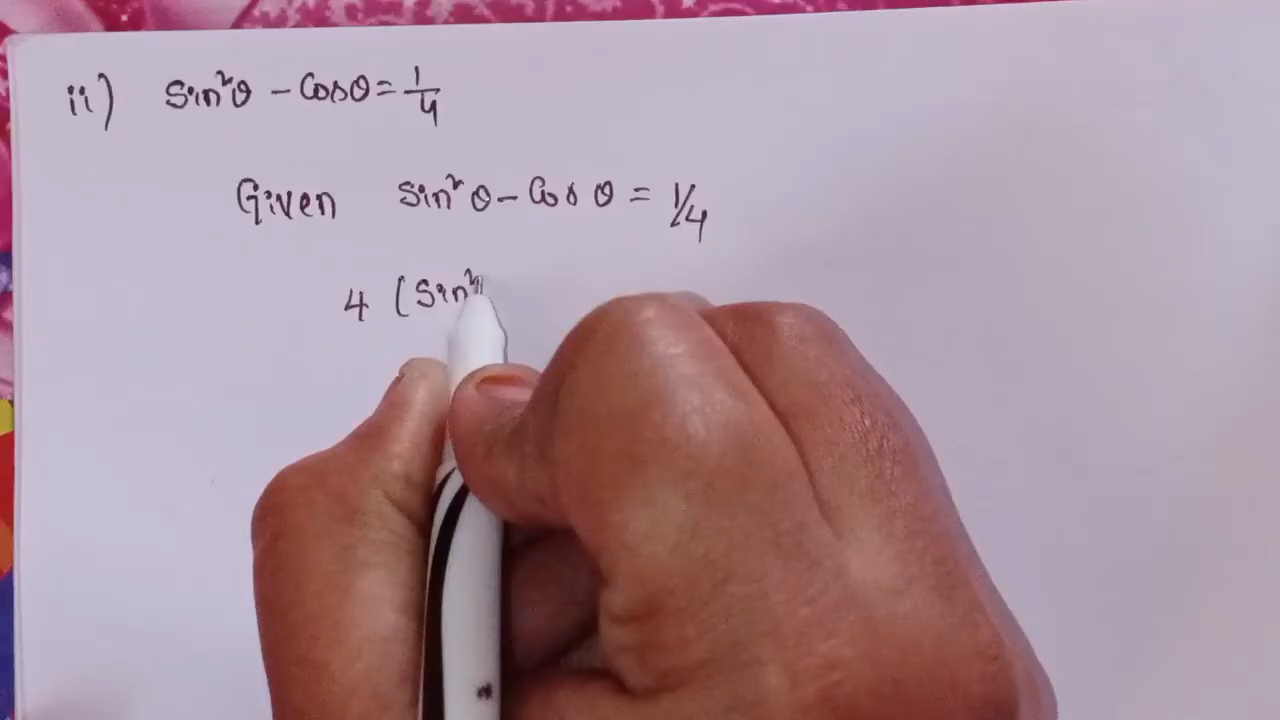 ii) Sin²θ - Cosθ = 1/4
Given Sin²θ - Cosθ = 1/4
4 (Sin²